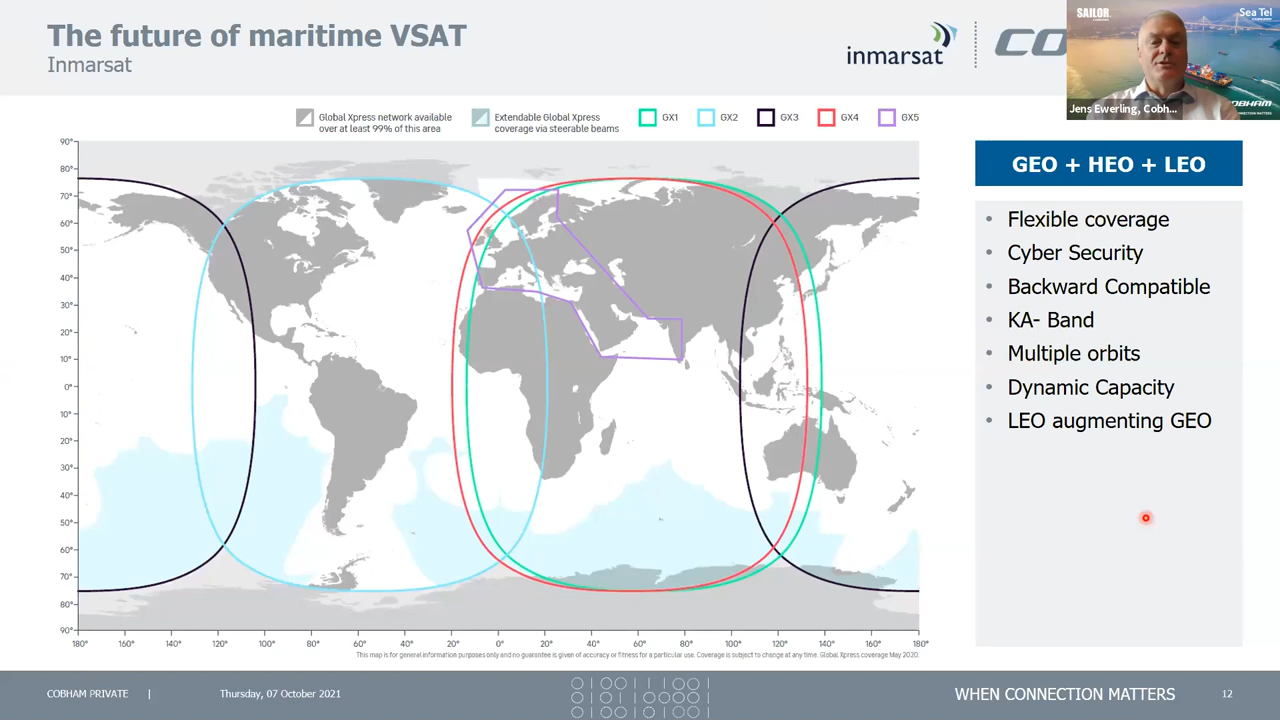 The future of maritime VSAT
Inmarsat
inmarsat
CO
SAILOR
Sea Tel
Jens Ewerling, Cobh...
OBHAM
Global Xpress network available
over at least 99% of this area
Extendable Global Xpress
coverage via steerable beams
GX1
GX2
GX3
GX4
GX5
90°
80°
70°
60°
50°
40°
30°
20°
10°
0°
10°
20°
30°
40°
50°
60°
70°
80°
90°
180° 160° 140° 120° 100° 80° 60° 40° 20° 0° 20° 40° 60° 80° 100° 120° 140° 160° 180°
This map is for general information purposes only and no guarantee is given of accuracy or fitness for a particular use. Coverage is subject to change at any time. Global Xpress coverage May 2020.
GEO + HEO + LEO
• Flexible coverage
• Cyber Security
• Backward Compatible
• KA- Band
• Multiple orbits
• Dynamic Capacity
• LEO augmenting GEO
COBHAM PRIVATE | Thursday, 07 October 2021
WHEN CONNECTION MATTERS 12